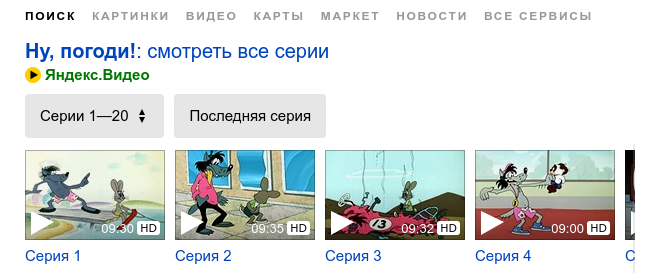 ПОИСК КАРТИНКИ ВИДЕО КАРТЫ МАРКЕТ НОВОСТИ ВСЕ СЕРВИСЫ
Ну, погоди!: смотреть все серии
Яндекс.Видео
Серии 1—20 Последняя серия
13
09:30 HD 09:35 HD 09:32 HD 09:00 HD
Серия 1 Серия 2 Серия 3 Серия 4 С